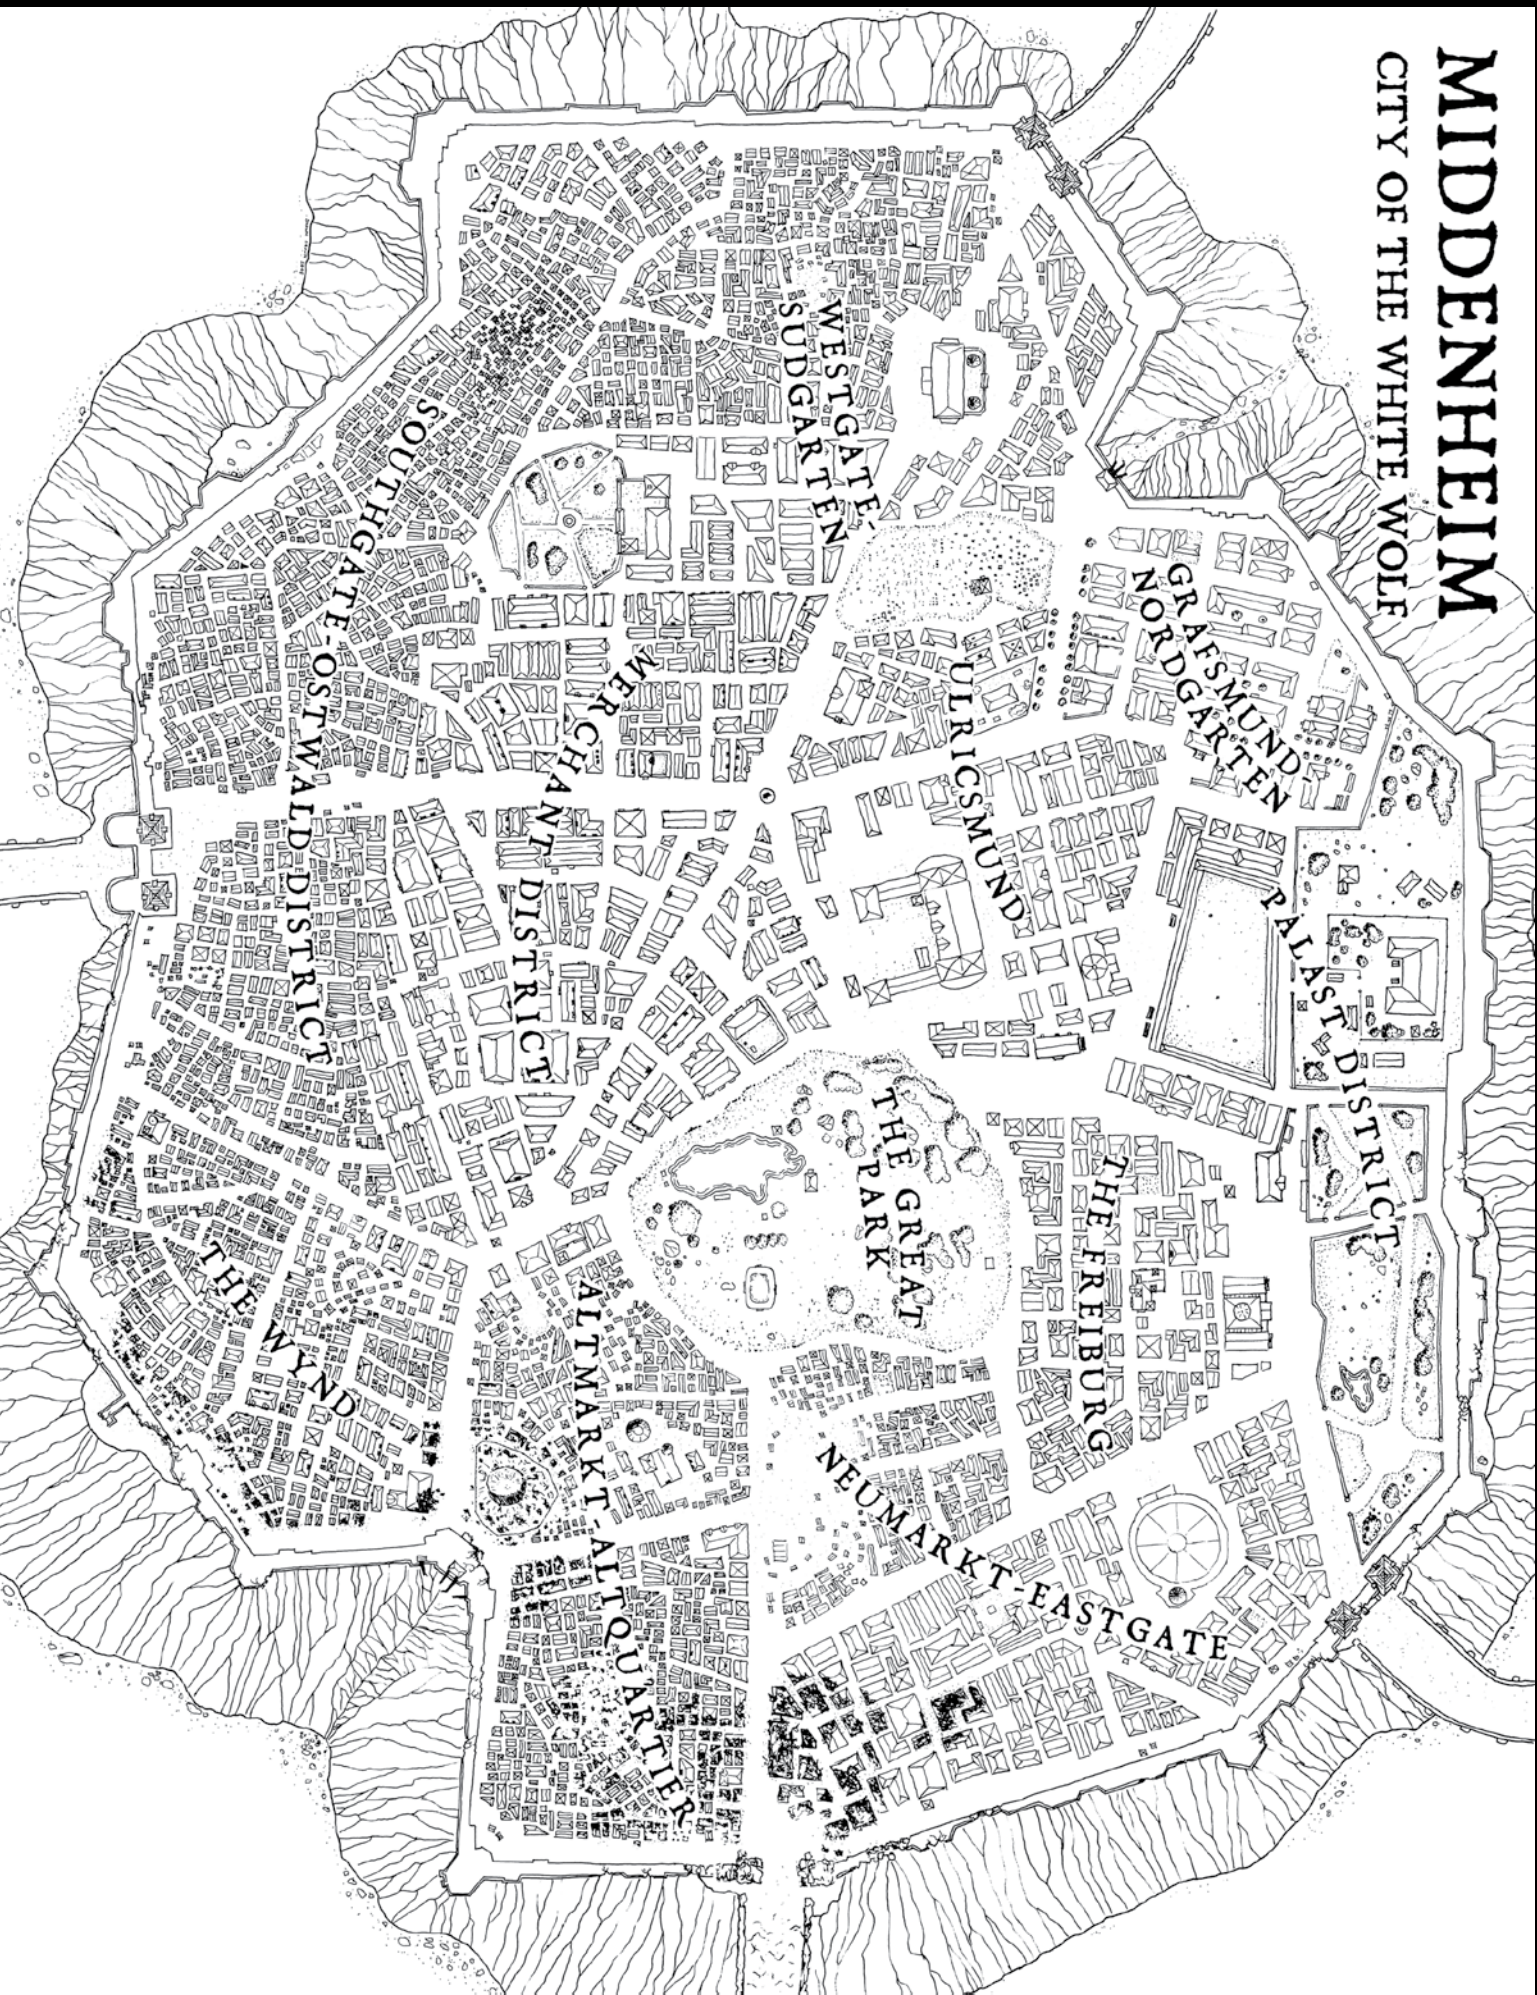 MIDDENHEIM
CITY OF THE WHITE WOLF
GRAFSMUND-
NORDGARTEN
PALAST DISTRICT
WESTGATE-
SUDGARTEN
ULRICSMUND
THE FREIBURG
THE GREAT
PARK
NEUMARKT-EASTGATE
MERCHANT DISTRICT
ALTMARKT-ALTQUARTIER
SOUTHGATE-OSTWALD DISTRICT
THE WYND